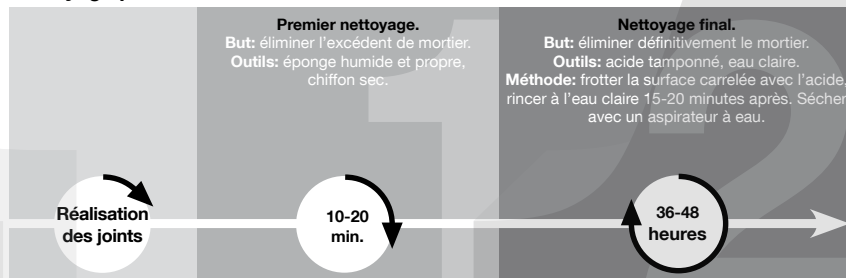 Premier nettoyage.
But: éliminer l'excédent de mortier.
Outils: éponge humide et propre,
chiffon sec.
Nettoyage final.
But: éliminer définitivement le mortier.
Outils: acide tamponné, eau claire.
Méthode: frotter la surface carrelée avec l'acide,
rincer à l'eau claire 15-20 minutes après. Sécher
avec un aspirateur à eau.
Réalisation
des joints
10-20
min.
36-48
heures
1
2